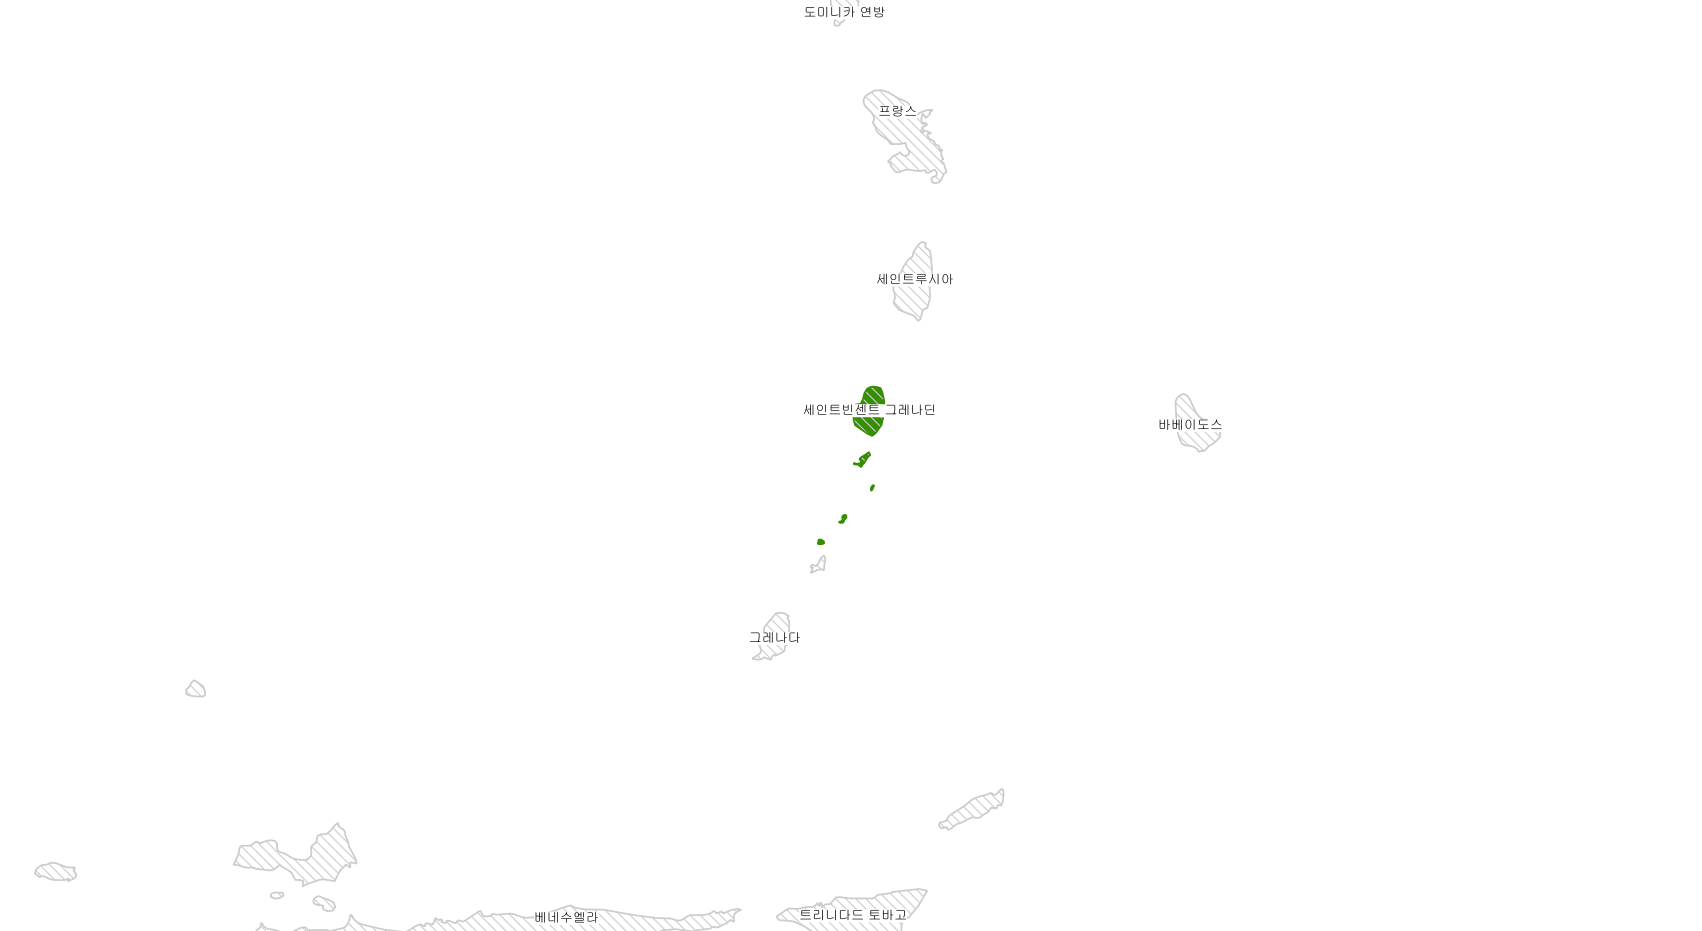 도미니카 연방
프랑스
세인트루시아
세인트빈센트 그레나딘
바베이도스
그레나다
트리니다드 토바고
베네수엘라